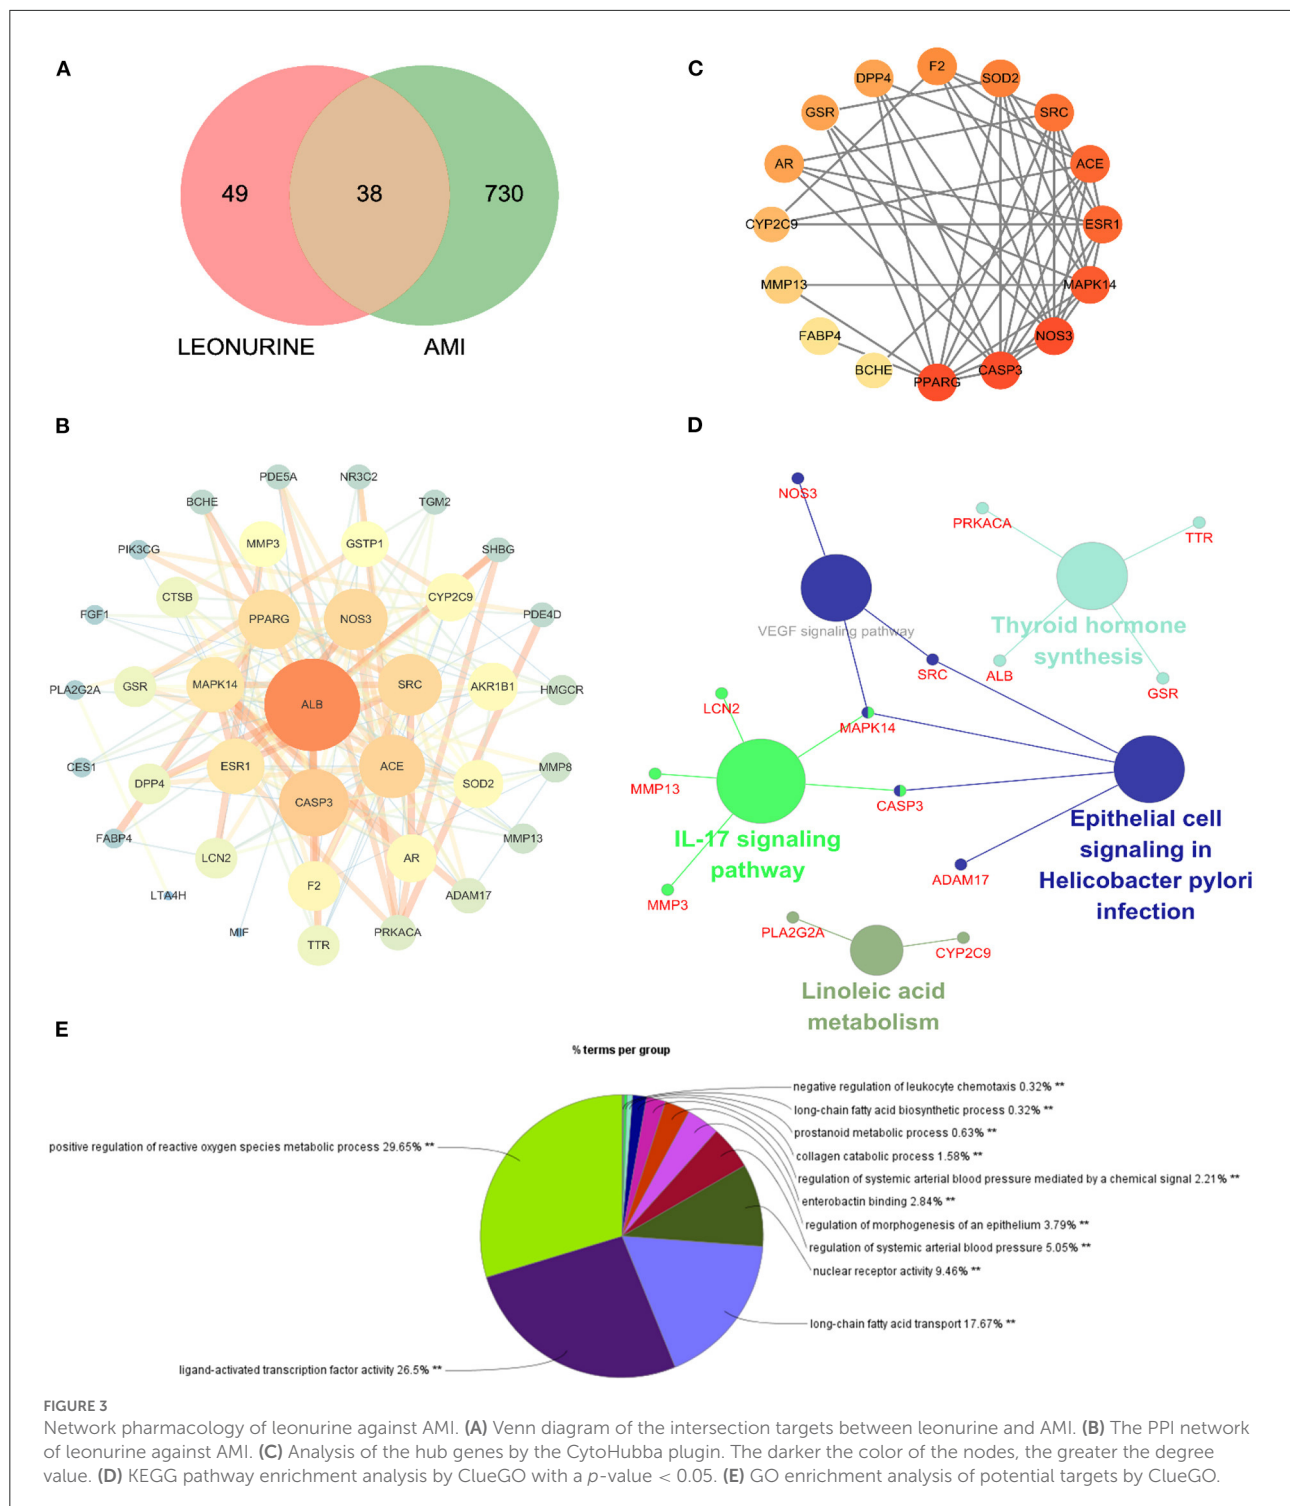 A
49
38
730
LEONURINE
AMI
C
F2
DPP4
SOD2
GSR
SRC
AR
ACE
CYP2C9
ESR1
MMP13
MAPK14
FABP4
NOS3
BCHE
PPARG
CASP3
B
PDE5A
NR3C2
BCHE
TGM2
PIK3CG
MMP3
GSTP1
SHBG
CTSB
CYP2C9
FGF1
PPARG
NOS3
PDE4D
PLA2G2A
GSR
MAPK14
ALB
SRC
AKR1B1
HMGCR
CES1
DPP4
ESR1
ACE
SOD2
MMP8
CASP3
FABP4
LCN2
AR
MMP13
LTA4H
F2
ADAM17
MIF
TTR
PRKACA
D
NOS3
PRKACA
TTR
VEGF signaling pathway
Thyroid hormone
synthesis
SRC
ALB
GSR
LCN2
MAPK14
MMP13
CASP3
IL-17 signaling
pathway
Epithelial cell
signaling in
Helicobacter pylori
infection
MMP3
ADAM17
PLA2G2A
CYP2C9
Linoleic acid
metabolism
E
% terms per group
negative regulation of leukocyte chemotaxis 0.32% **
long-chain fatty acid biosynthetic process 0.32% **
prostanoid metabolic process 0.63% **
collagen catabolic process 1.58% **
regulation of systemic arterial blood pressure mediated by a chemical signal 2.21% **
enterobactin binding 2.84% **
regulation of morphogenesis of an epithelium 3.79% **
regulation of systemic arterial blood pressure 5.05% **
nuclear receptor activity 9.46% **
long-chain fatty acid transport 17.67% **
positive regulation of reactive oxygen species metabolic process 29.65% **
ligand-activated transcription factor activity 26.5% **
FIGURE 3
Network pharmacology of leonurine against AMI. (A) Venn diagram of the intersection targets between leonurine and AMI. (B) The PPI network
of leonurine against AMI. (C) Analysis of the hub genes by the CytoHubba plugin. The darker the color of the nodes, the greater the degree
value. (D) KEGG pathway enrichment analysis by ClueGO with a p-value < 0.05. (E) GO enrichment analysis of potential targets by ClueGO.